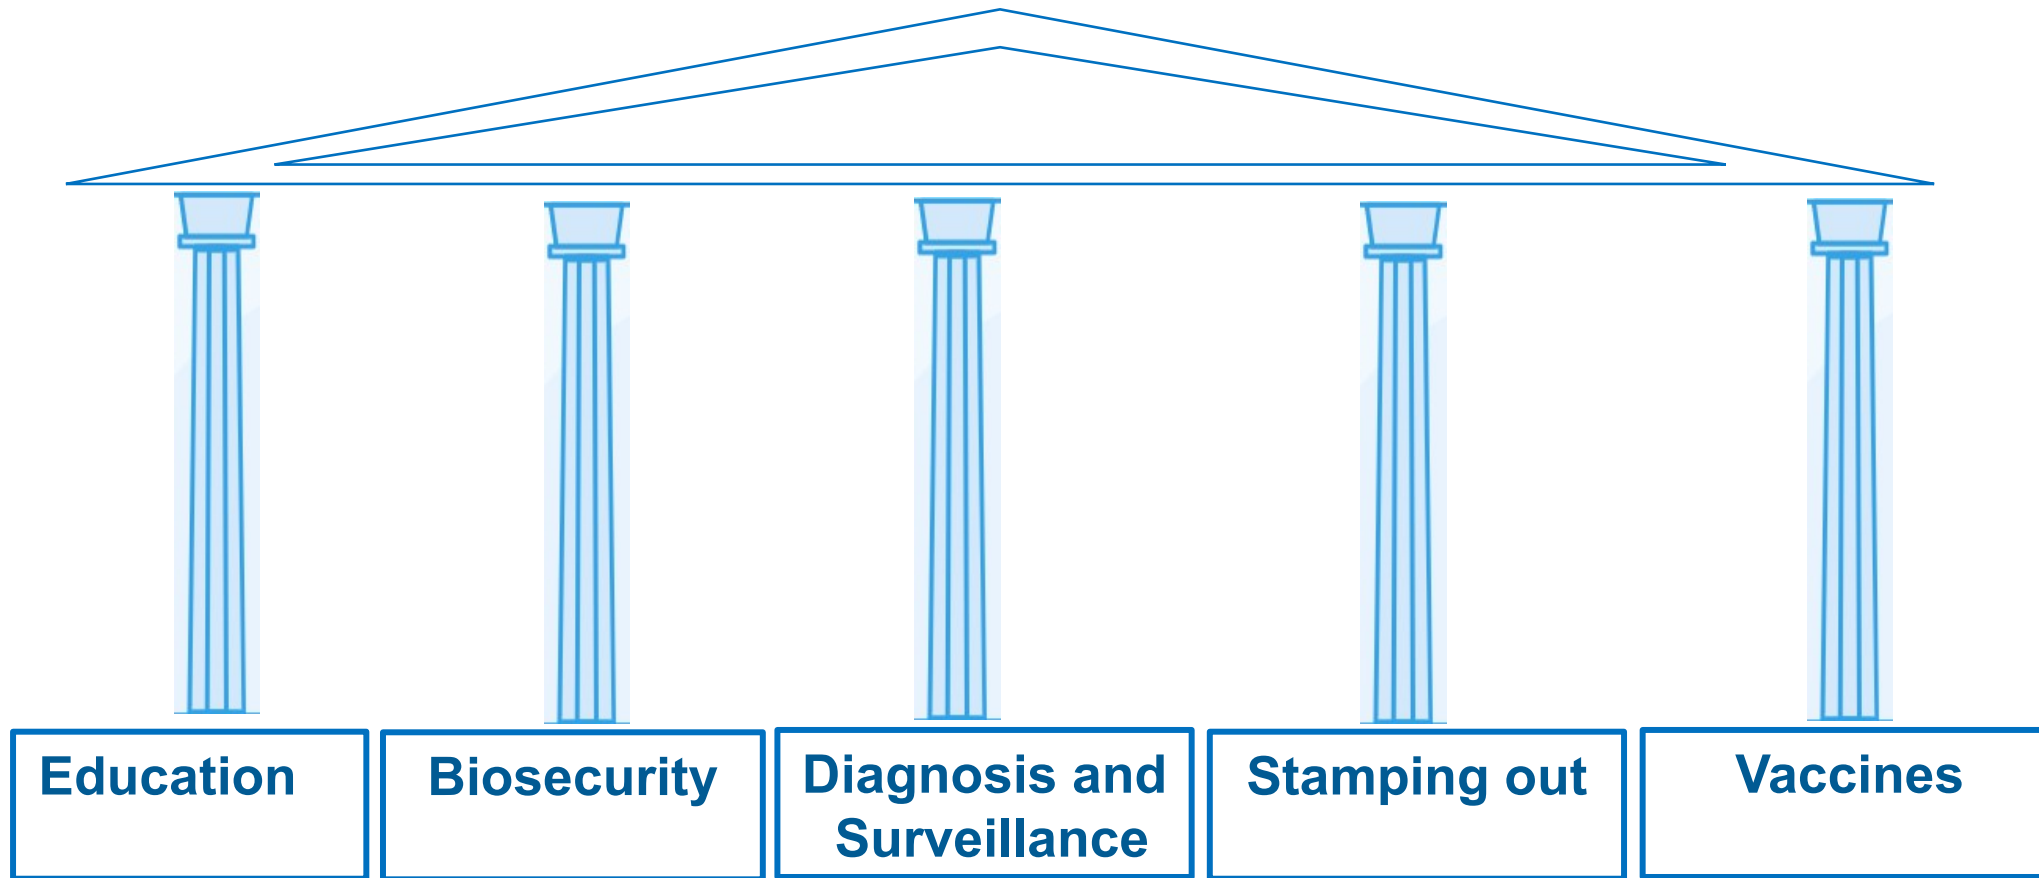 Education
Biosecurity
Diagnosis and
Surveillance
Stamping out
Vaccines